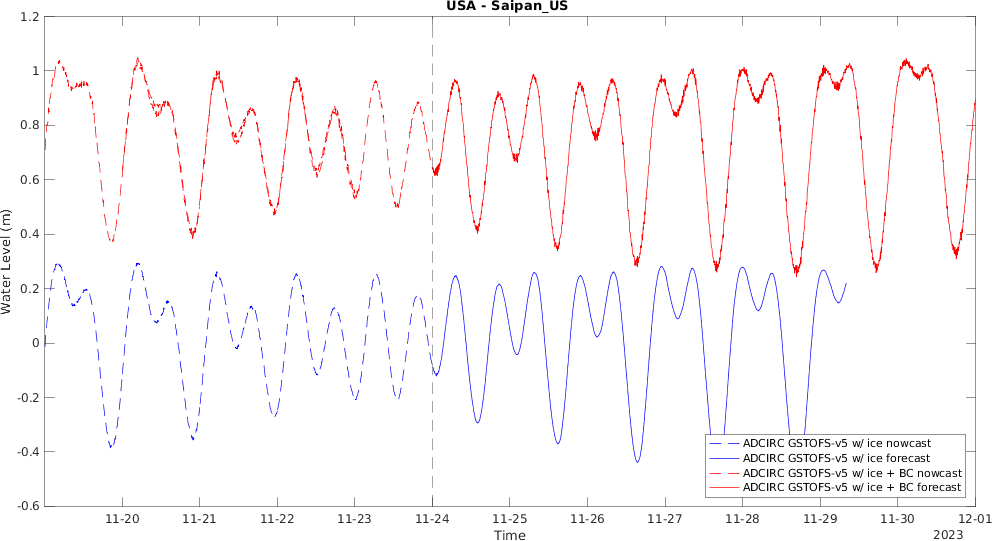 USA - Saipan_US
1.2
1
0.8
0.6
0.4
0.2
0
-0.2
-0.4
-0.6
Water Level (m)
ADCIRC GSTOFS-v5 w/ ice nowcast
ADCIRC GSTOFS-v5 w/ ice forecast
ADCIRC GSTOFS-v5 w/ ice + BC nowcast
ADCIRC GSTOFS-v5 w/ ice + BC forecast
11-20 11-21 11-22 11-23 11-24 11-25 11-26 11-27 11-28 11-29 11-30 12-01
Time
2023